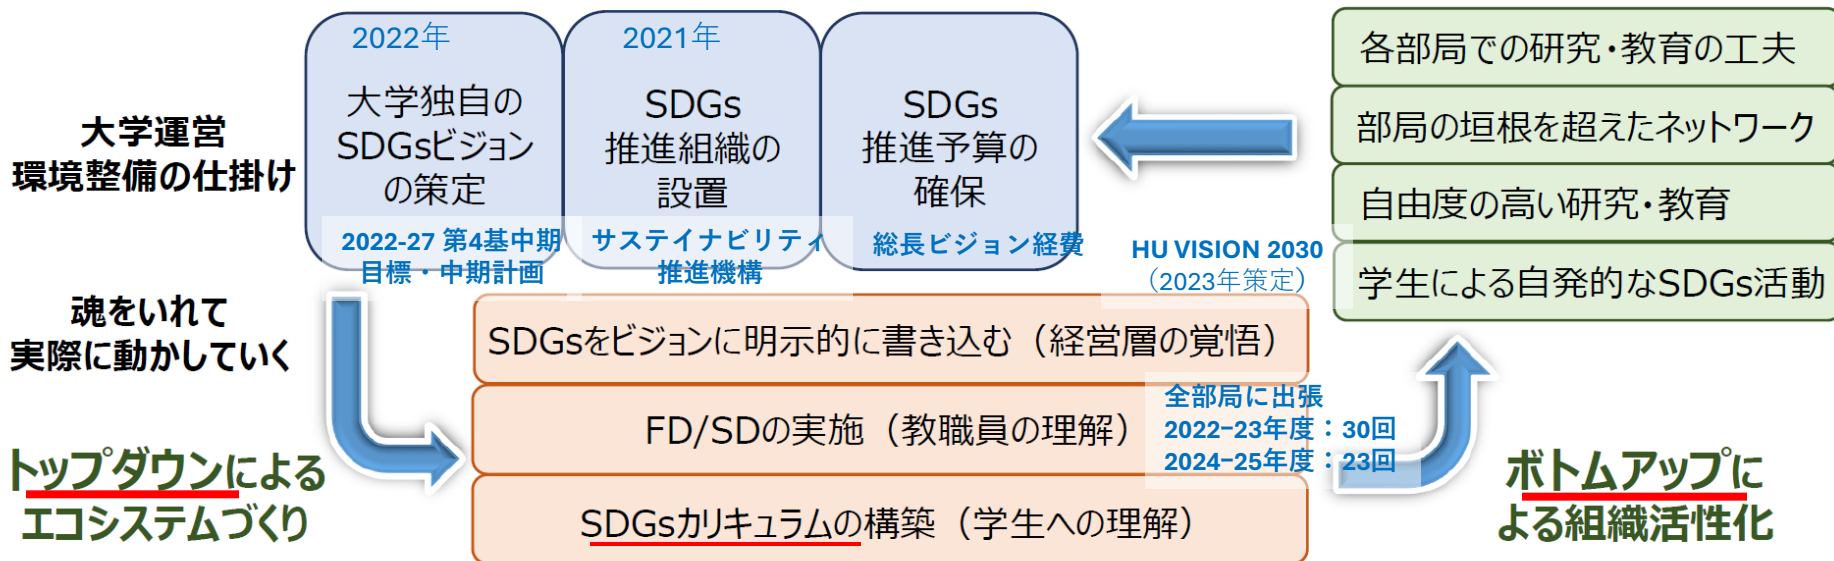 大学運営
環境整備の仕掛け
2022年
大学独自の
SDGsビジョン
の策定
2022-27 第4基中期
目標・中期計画
2021年
SDGs
推進組織の
設置
サステイナビリティ
推進機構
SDGs
推進予算の
確保
総長ビジョン経費
HU VISION 2030
（2023年策定）
各部局での研究・教育の工夫
部局の垣根を超えたネットワーク
自由度の高い研究・教育
学生による自発的なSDGs活動
魂をいれて
実際に動かしていく
SDGsをビジョンに明示的に書き込む（経営層の覚悟）
FD/SDの実施（教職員の理解）
全部局に出張
2022-23年度：30回
2024-25年度：23回
SDGsカリキュラムの構築（学生への理解）
トップダウンによる
エコシステムづくり
ボトムアップに
よる組織活性化